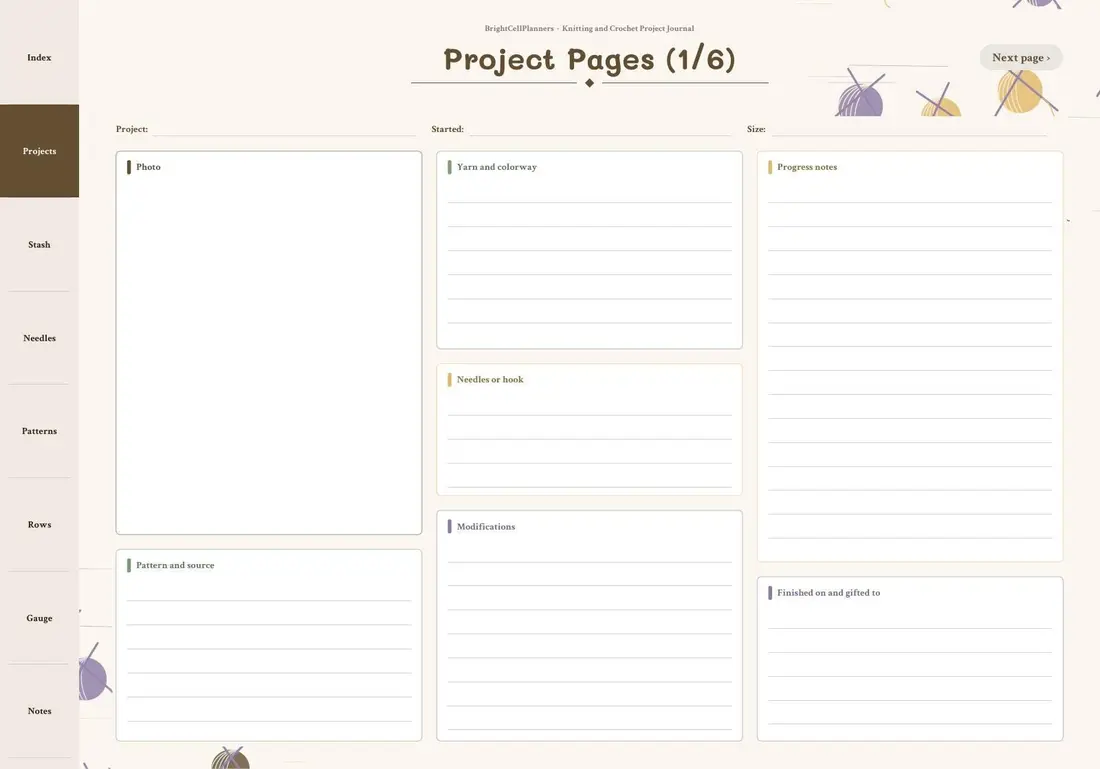 BrightCellPlanners - Knitting and Crochet Project Journal
Project Pages (1/6)
Next page ›
Index
Projects
Stash
Needles
Patterns
Rows
Gauge
Notes
Project:
Started:
Size:
Photo
Pattern and source
Yarn and colorway
Needles or hook
Modifications
Progress notes
Finished on and gifted to